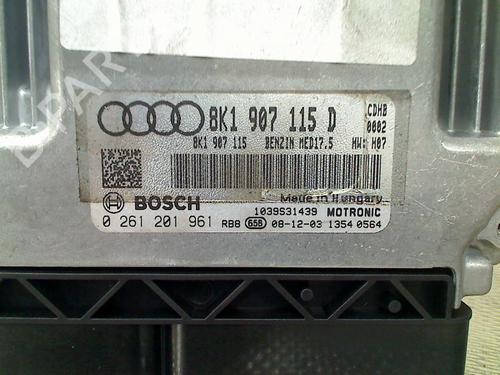 8K1 907 115 D
CDHB
0002
8K1 907 115 BENZIN MED17.5 HW: H07
Made in Hungary
BOSCH
1039S31439 MOTRONIC
0 261 201 961 RB8 658 08-12-03 1354 0564